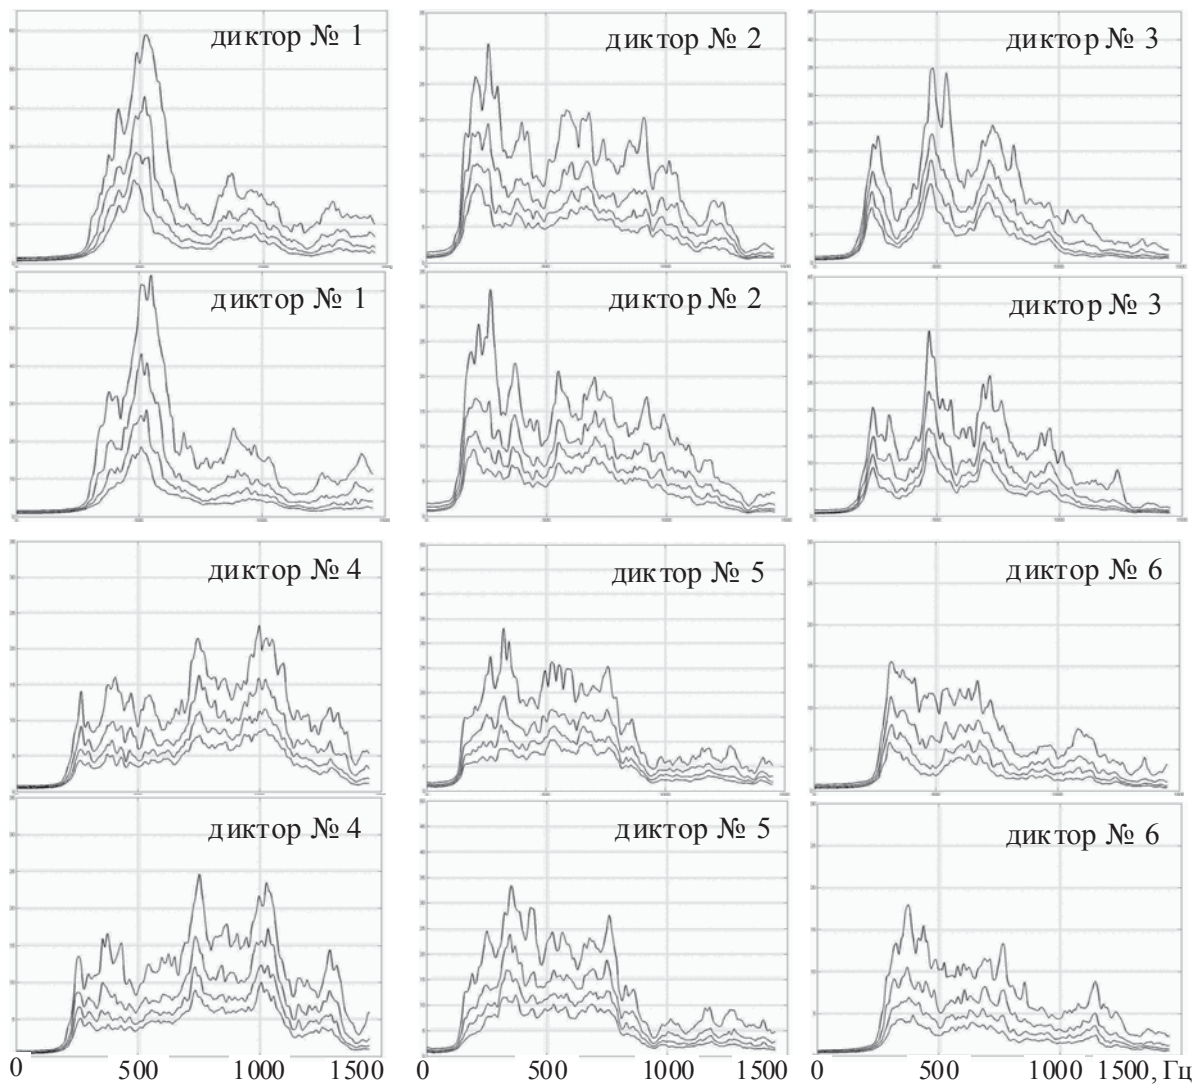 диктор № 1
диктор № 2
диктор № 3
диктор № 1
диктор № 2
диктор № 3
диктор № 4
диктор № 5
диктор № 6
диктор № 4
диктор № 5
диктор № 6
0 500 1000 1500 0 500 1000 1500 0 500 1000 1500, Гц